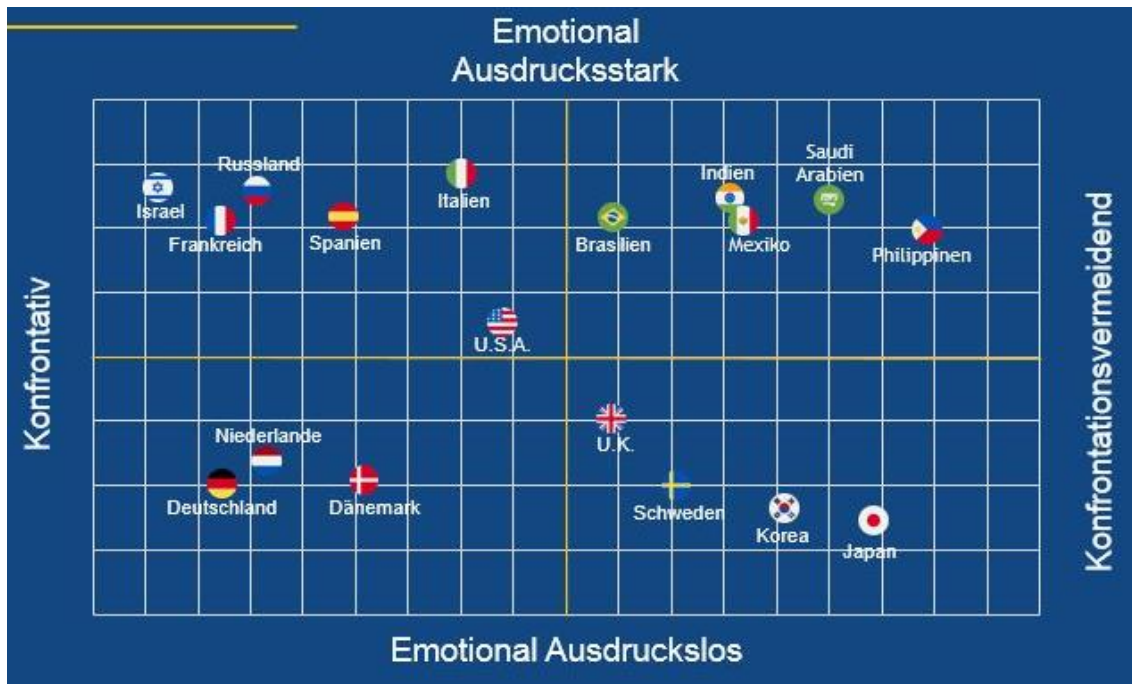 Emotional
Ausdrucksstark
Konfrontativ
Konfrontationsvermeidend
Russland
Israel
Frankreich
Spanien
Italien
Brasilien
Indien
Mexiko
Saudi
Arabien
Philippinen
U.S.A.
U.K.
Niederlande
Deutschland
Dänemark
Schweden
Korea
Japan
Emotional Ausdruckslos